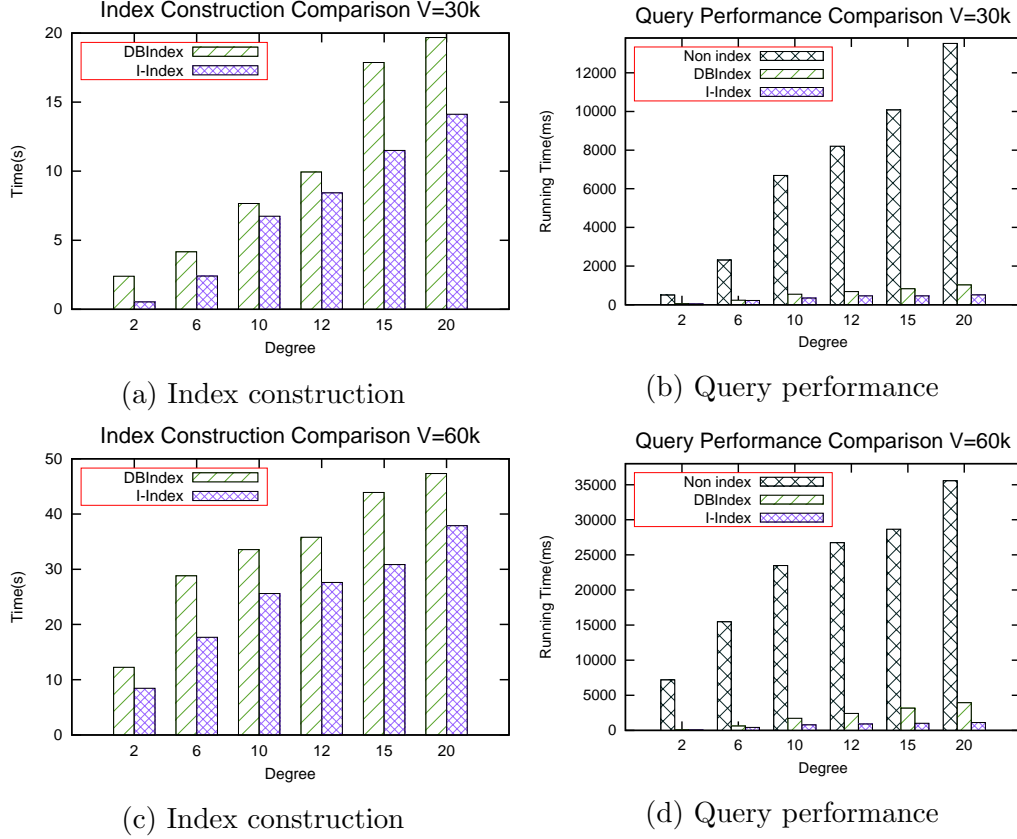 Index Construction Comparison V=30k
20
15
10
5
0
Time(s)
DBIndex
I-Index
2 6 10 12 15 20
Degree
(a) Index construction
Query Performance Comparison V=30k
12000
10000
8000
6000
4000
2000
0
Running Time(ms)
Non index
DBIndex
I-Index
2 6 10 12 15 20
Degree
(b) Query performance
Index Construction Comparison V=60k
50
40
30
20
10
0
Time(s)
DBIndex
I-Index
2 6 10 12 15 20
Degree
(c) Index construction
Query Performance Comparison V=60k
35000
30000
25000
20000
15000
10000
5000
0
Running Time(ms)
Non index
DBIndex
I-Index
2 6 10 12 15 20
Degree
(d) Query performance